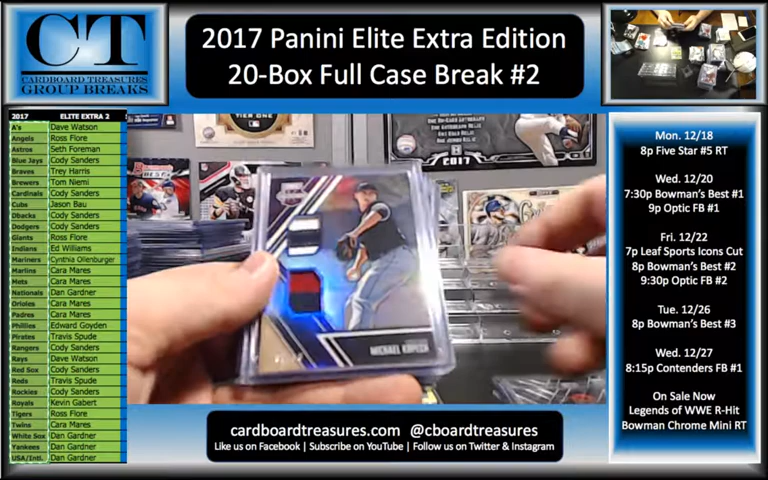 CT
CARDBOARD TREASURES
GROUP BREAKS
2017 Panini Elite Extra Edition
20-Box Full Case Break #2
2017 ELITE EXTRA 2
A's Dave Watson
Angels Ross Flore
Astros Seth Foreman
Blue Jays Cody Sanders
Braves Trey Harris
Brewers Tom Niemi
Cardinals Cody Sanders
Cubs Jason Bau
Dbacks Cody Sanders
Dodgers Cody Sanders
Giants Ross Flore
Indians Ed Williams
Mariners Cynthia Ollenburger
Marlins Cara Mares
Mets Cara Mares
Nationals Dan Gardner
Orioles Cara Mares
Padres Cara Mares
Phillies Edward Goyden
Pirates Travis Spude
Rangers Cody Sanders
Rays Dave Watson
Red Sox Cody Sanders
Reds Travis Spude
Rockies Cody Sanders
Royals Kevin Gabert
Tigers Ross Flore
Twins Cara Mares
White Sox Dan Gardner
Yankees Dan Gardner
USA/Intl. Dan Gardner
TIER ONE
2017
MICHAEL KOPECH
Mon. 12/18
8p Five Star #5 RT
Wed. 12/20
7:30p Bowman's Best #1
9p Optic FB #1
Fri. 12/22
7p Leaf Sports Icons Cut
8p Bowman's Best #2
9:30p Optic FB #2
Tue. 12/26
8p Bowman's Best #3
Wed. 12/27
8:15p Contenders FB #1
On Sale Now
Legends of WWE R-Hit
Bowman Chrome Mini RT
cardboardtreasures.com @cboardtreasures
Like us on Facebook | Subscribe on YouTube | Follow us on Twitter & Instagram